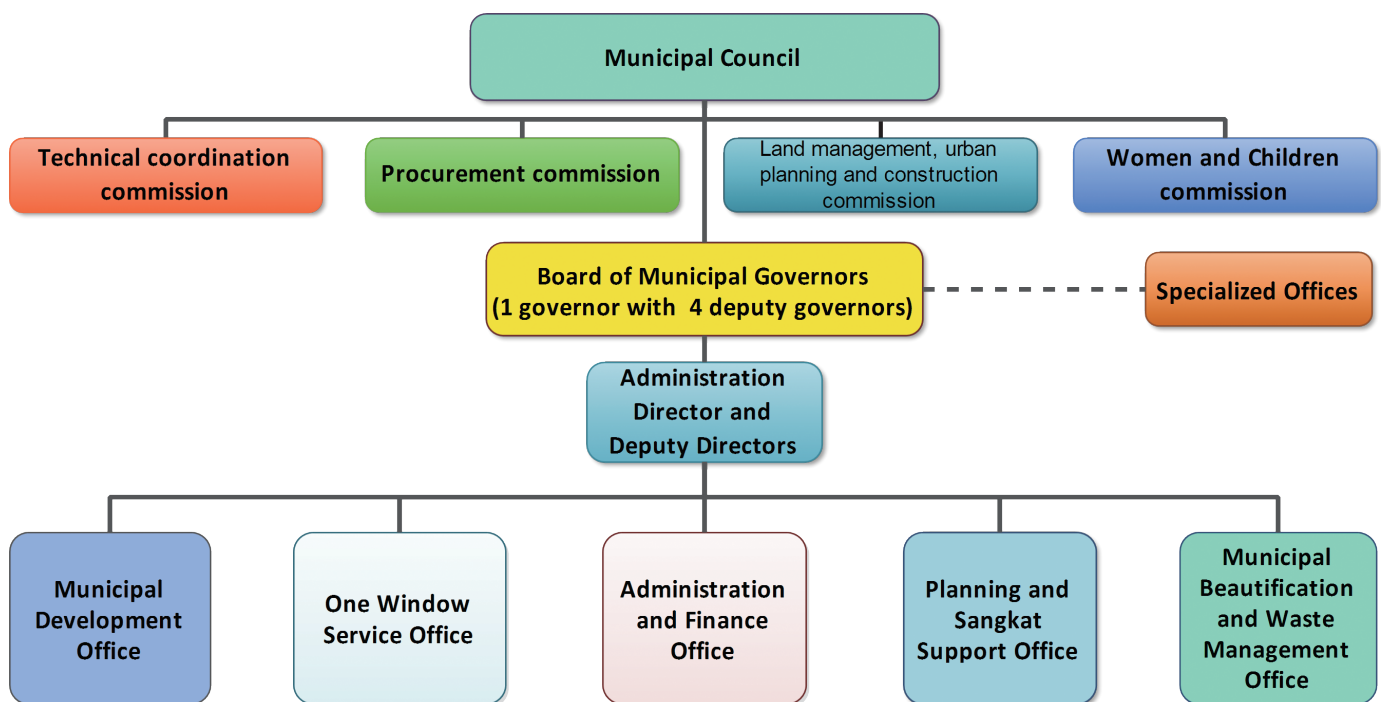 Municipal Council
Technical coordination
commission
Procurement commission
Land management, urban
planning and construction
commission
Women and Children
commission
Board of Municipal Governors
(1 governor with  4 deputy governors)
Specialized Offices
Administration
Director and
Deputy Directors
Municipal
Development
Office
One Window
Service Office
Administration
and Finance
Office
Planning and
Sangkat
Support Office
Municipal
Beautification
and Waste
Management
Office